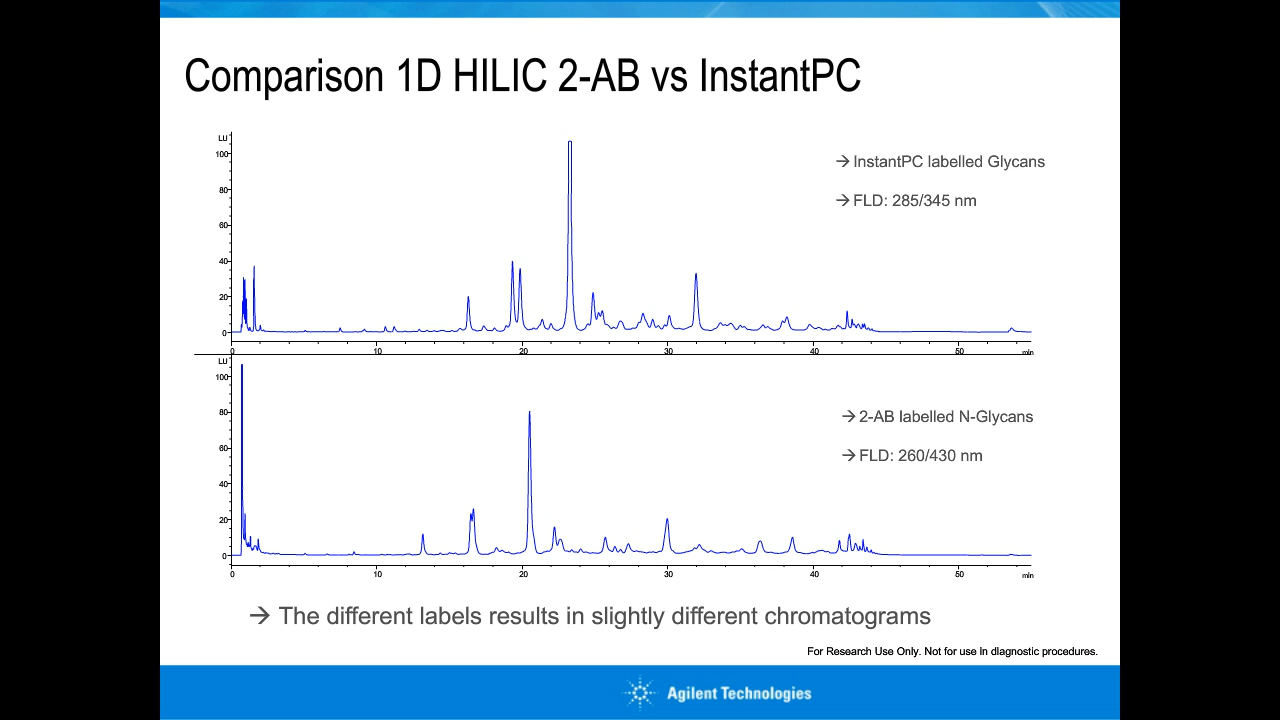 Comparison 1D HILIC 2-AB vs InstantPC
LU
100
80
60
40
20
0
0 10 20 30 40 50 min
→ InstantPC labelled Glycans
→ FLD: 285/345 nm
LU
100
80
60
40
20
0
0 10 20 30 40 50 min
→ 2-AB labelled N-Glycans
→ FLD: 260/430 nm
→ The different labels results in slightly different chromatograms
For Research Use Only. Not for use in diagnostic procedures.
Agilent Technologies